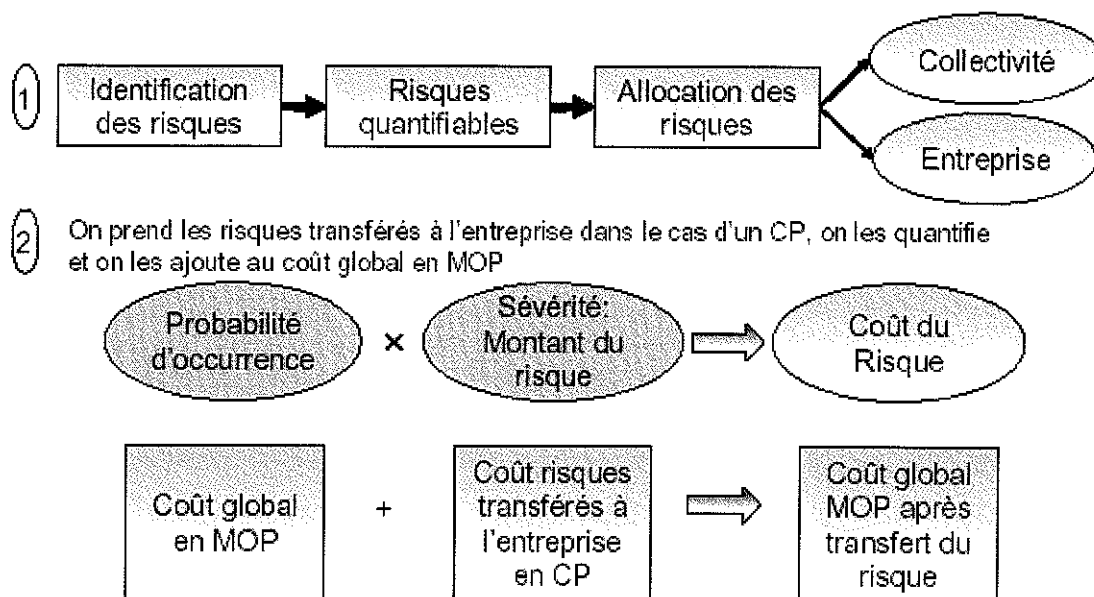 1
Identification
des risques
Risques
quantifiables
Allocation des
risques
Collectivité
Entreprise
2
On prend les risques transférés à l'entreprise dans le cas d'un CP, on les quantifie
et on les ajoute au coût global en MOP
Probabilité
d'occurrence
×
Sévérité:
Montant du
risque
Coût du
Risque
Coût global
en MOP
+
Coût risques
transférés à
l'entreprise
en CP
Coût global
MOP après
transfert du
risque